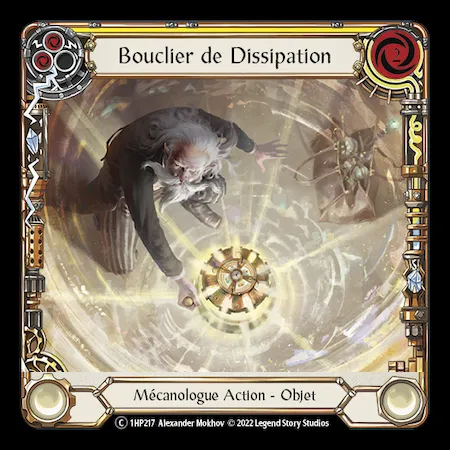 Bouclier de Dissipation
Mécanologue Action - Objet
C 1HP217 Alexander Mokhov © 2022 Legend Story Studios